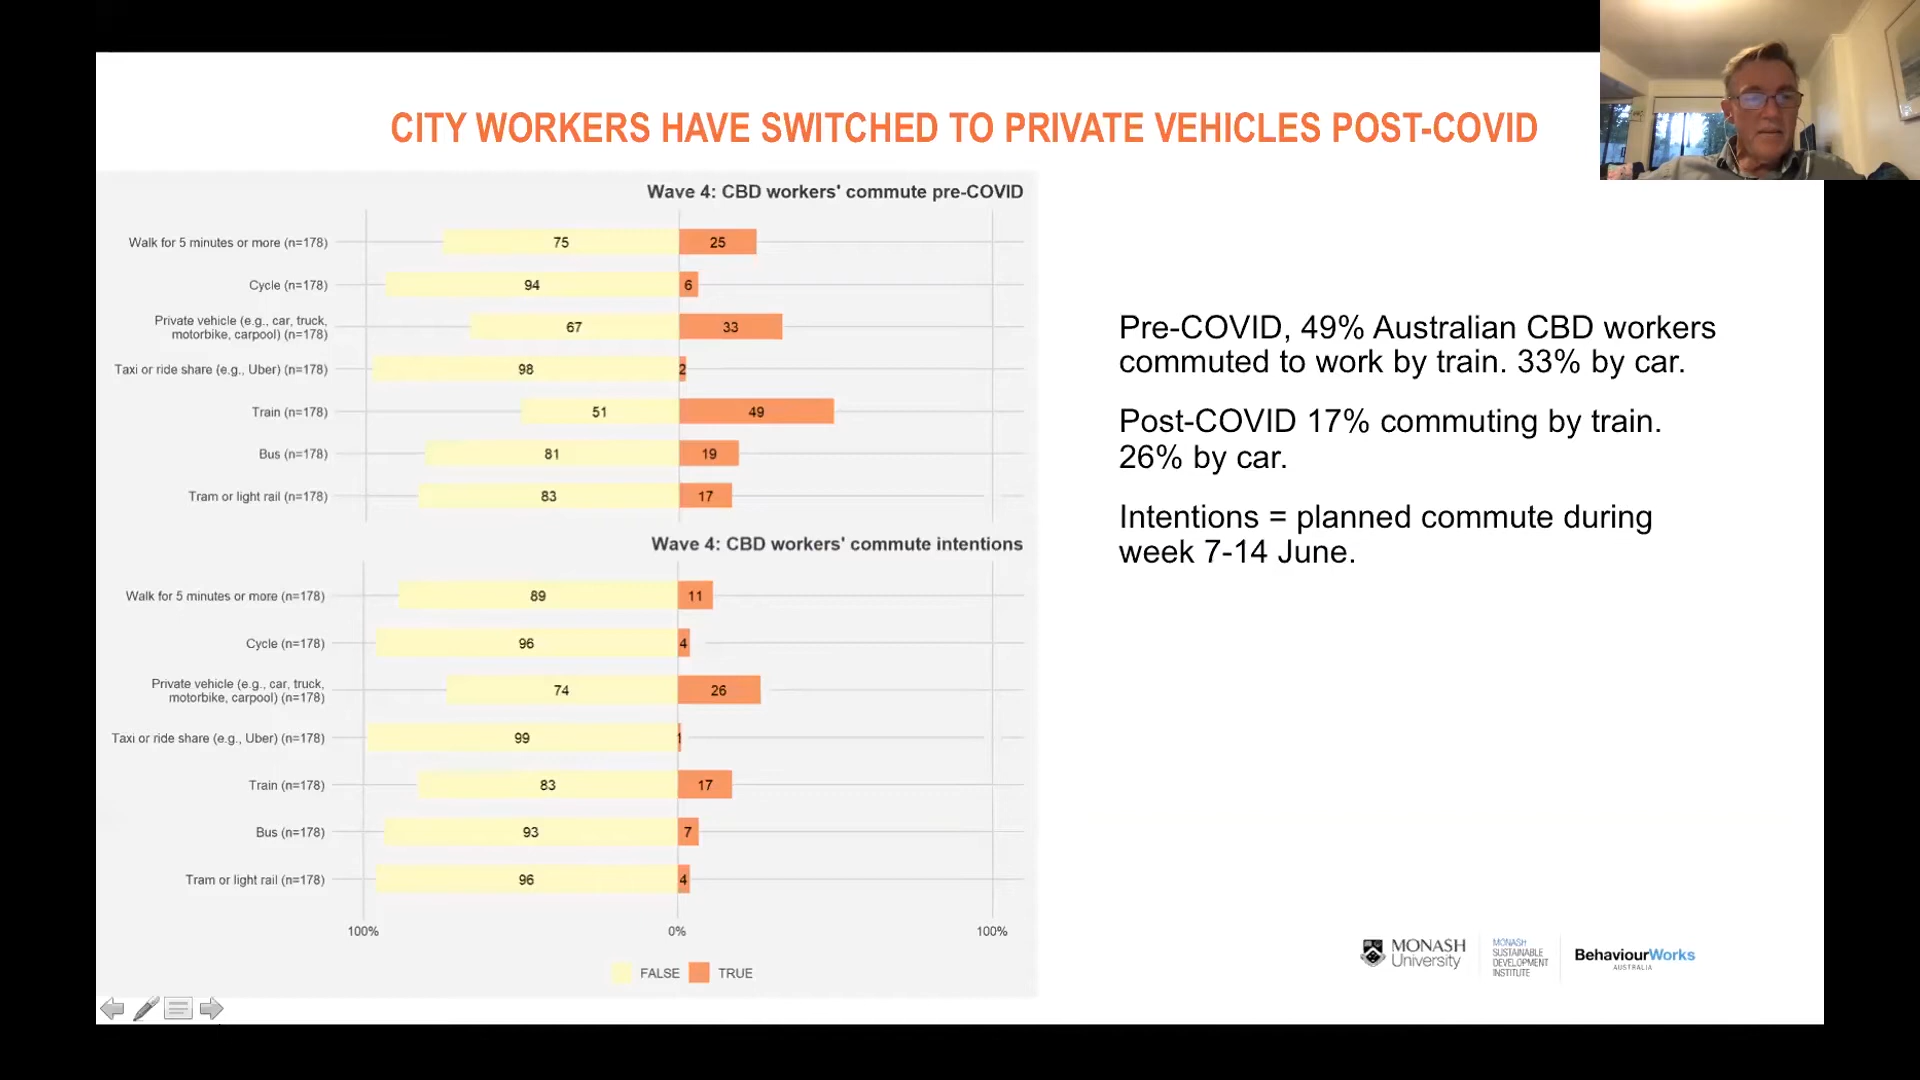 CITY WORKERS HAVE SWITCHED TO PRIVATE VEHICLES POST-COVID
Wave 4: CBD workers' commute pre-COVID
Walk for 5 minutes or more (n=178)
75
25
Cycle (n=178)
94
6
Private vehicle (e.g., car, truck,
motorbike, carpool) (n=178)
67
33
Taxi or ride share (e.g., Uber) (n=178)
98
2
Train (n=178)
51
49
Bus (n=178)
81
19
Tram or light rail (n=178)
83
17
Wave 4: CBD workers' commute intentions
Walk for 5 minutes or more (n=178)
89
11
Cycle (n=178)
96
4
Private vehicle (e.g., car, truck,
motorbike, carpool) (n=178)
74
26
Taxi or ride share (e.g., Uber) (n=178)
99
1
Train (n=178)
83
17
Bus (n=178)
93
7
Tram or light rail (n=178)
96
4
100%
0%
100%
FALSE
TRUE
Pre-COVID, 49% Australian CBD workers
commuted to work by train. 33% by car.
Post-COVID 17% commuting by train.
26% by car.
Intentions = planned commute during
week 7-14 June.
MONASH
University
MONASH
SUSTAINABLE
DEVELOPMENT
INSTITUTE
BehaviourWorks
AUSTRALIA